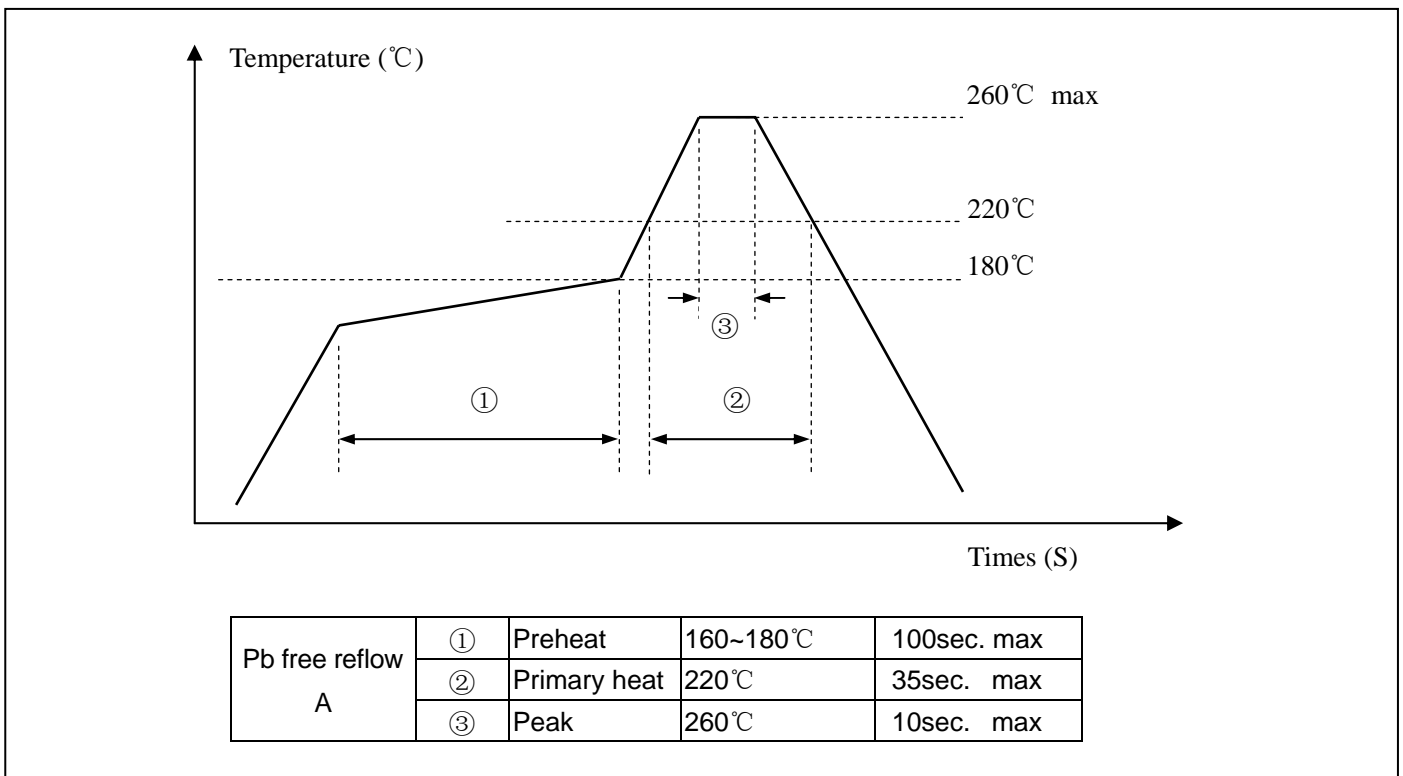 Temperature (℃)
260℃ max
220℃
180℃
③
① ②
Times (S)
Pb free reflow A
① Preheat 160~180℃ 100sec. max
② Primary heat 220℃ 35sec. max
③ Peak 260℃ 10sec. max